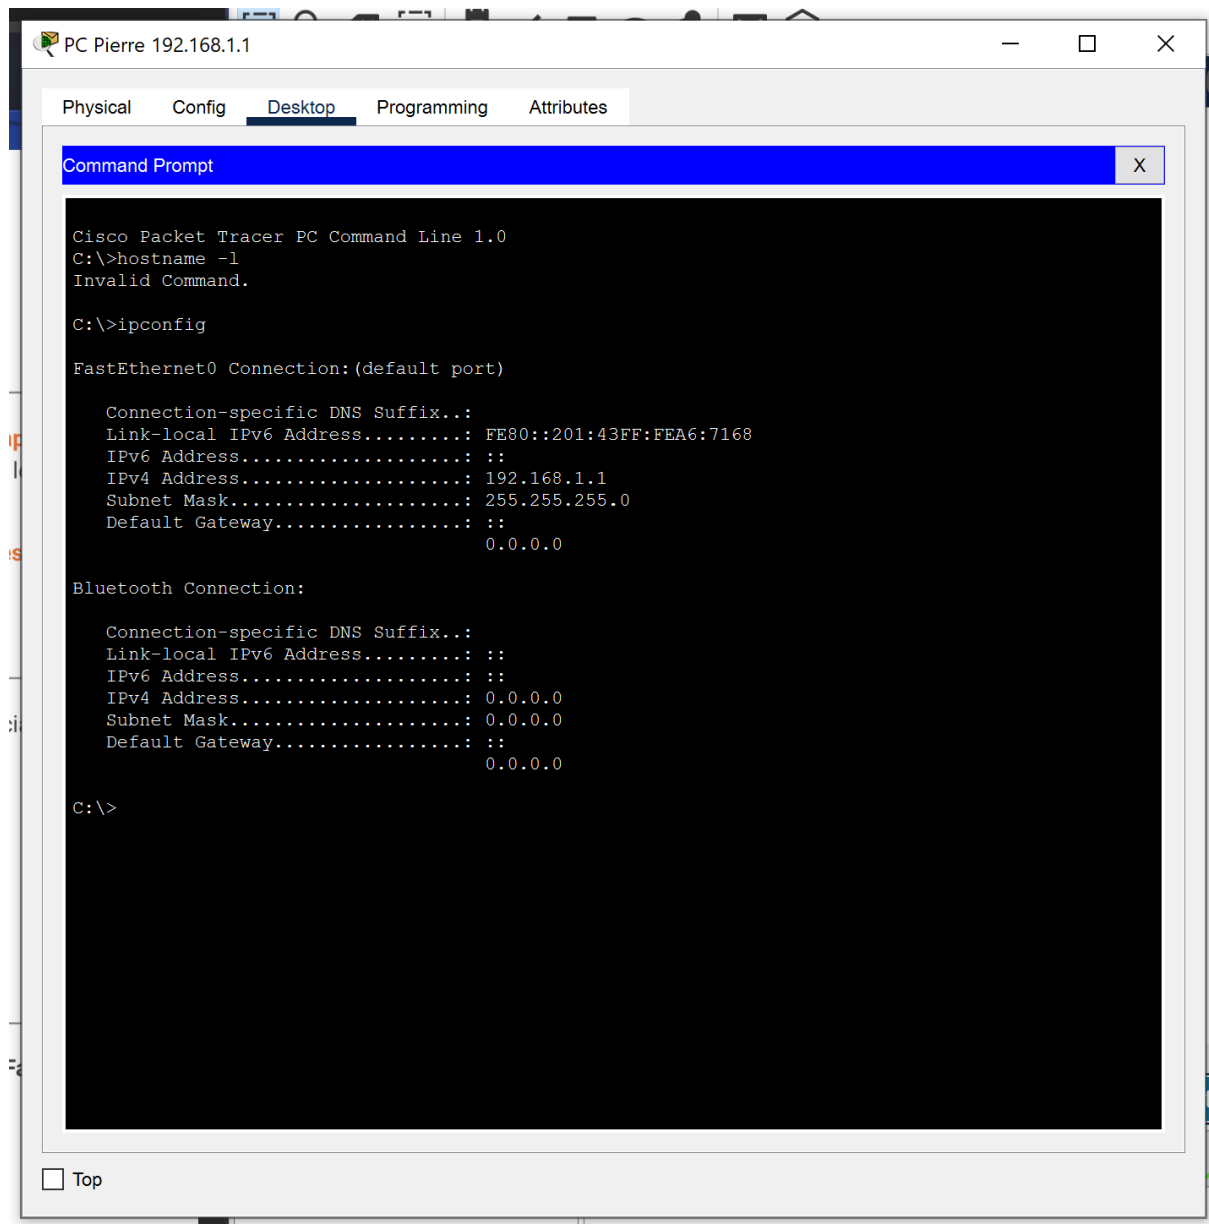 PC Pierre 192.168.1.1
Physical Config Desktop Programming Attributes
Command Prompt
X
Cisco Packet Tracer PC Command Line 1.0
C:\>hostname -l
Invalid Command.
C:\>ipconfig
FastEthernet0 Connection:(default port)
Connection-specific DNS Suffix..:
Link-local IPv6 Address.........: FE80::201:43FF:FEA6:7168
IPv6 Address....................: ::
IPv4 Address....................: 192.168.1.1
Subnet Mask.....................: 255.255.255.0
Default Gateway.................: ::
0.0.0.0
Bluetooth Connection:
Connection-specific DNS Suffix..:
Link-local IPv6 Address.........: ::
IPv6 Address....................: ::
IPv4 Address....................: 0.0.0.0
Subnet Mask.....................: 0.0.0.0
Default Gateway.................: ::
0.0.0.0
C:\>
Top